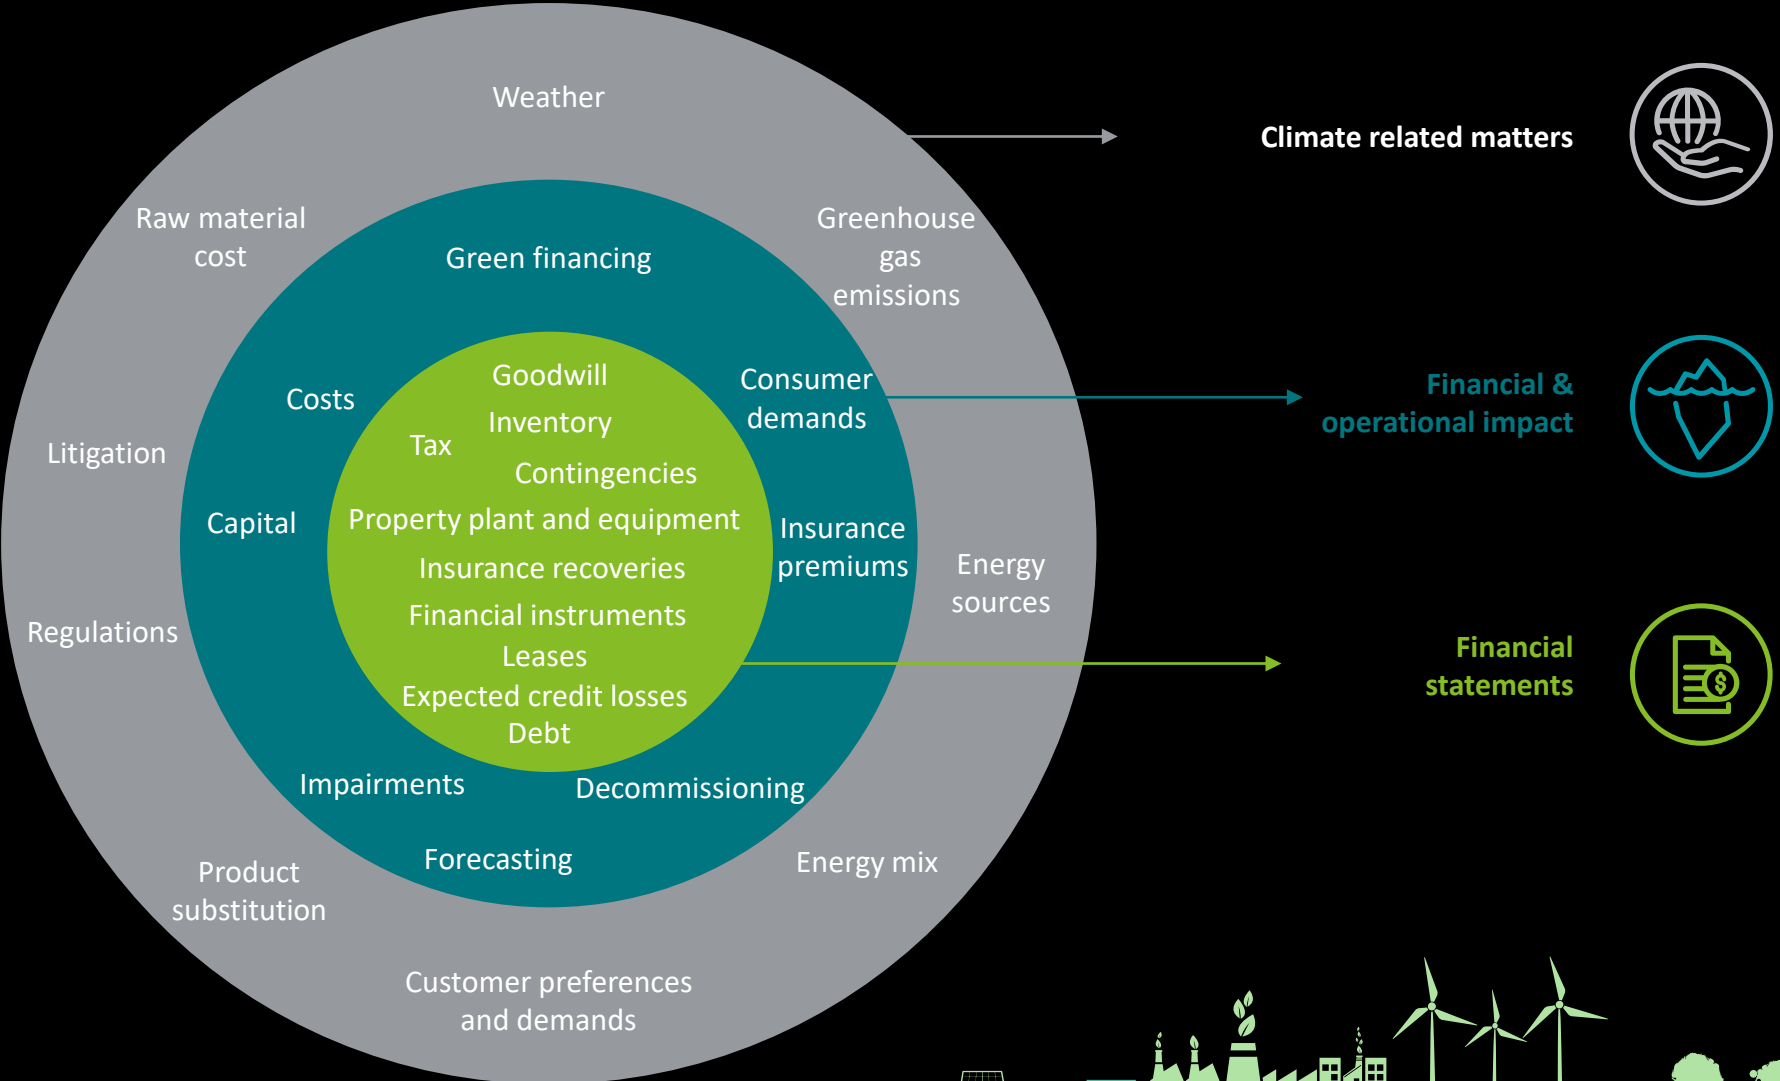 Weather
Climate related matters
Raw material
cost
Greenhouse
gas
emissions
Green financing
Goodwill
Consumer
demands
Financial &
operational impact
Costs
Inventory
Tax
Litigation
Contingencies
Capital
Property plant and equipment
Insurance
premiums
Insurance recoveries
Energy
sources
Financial instruments
Regulations
Leases
Financial
statements
$
Expected credit losses
Debt
Impairments
Decommissioning
Forecasting
Energy mix
Product
substitution
Customer preferences
and demands